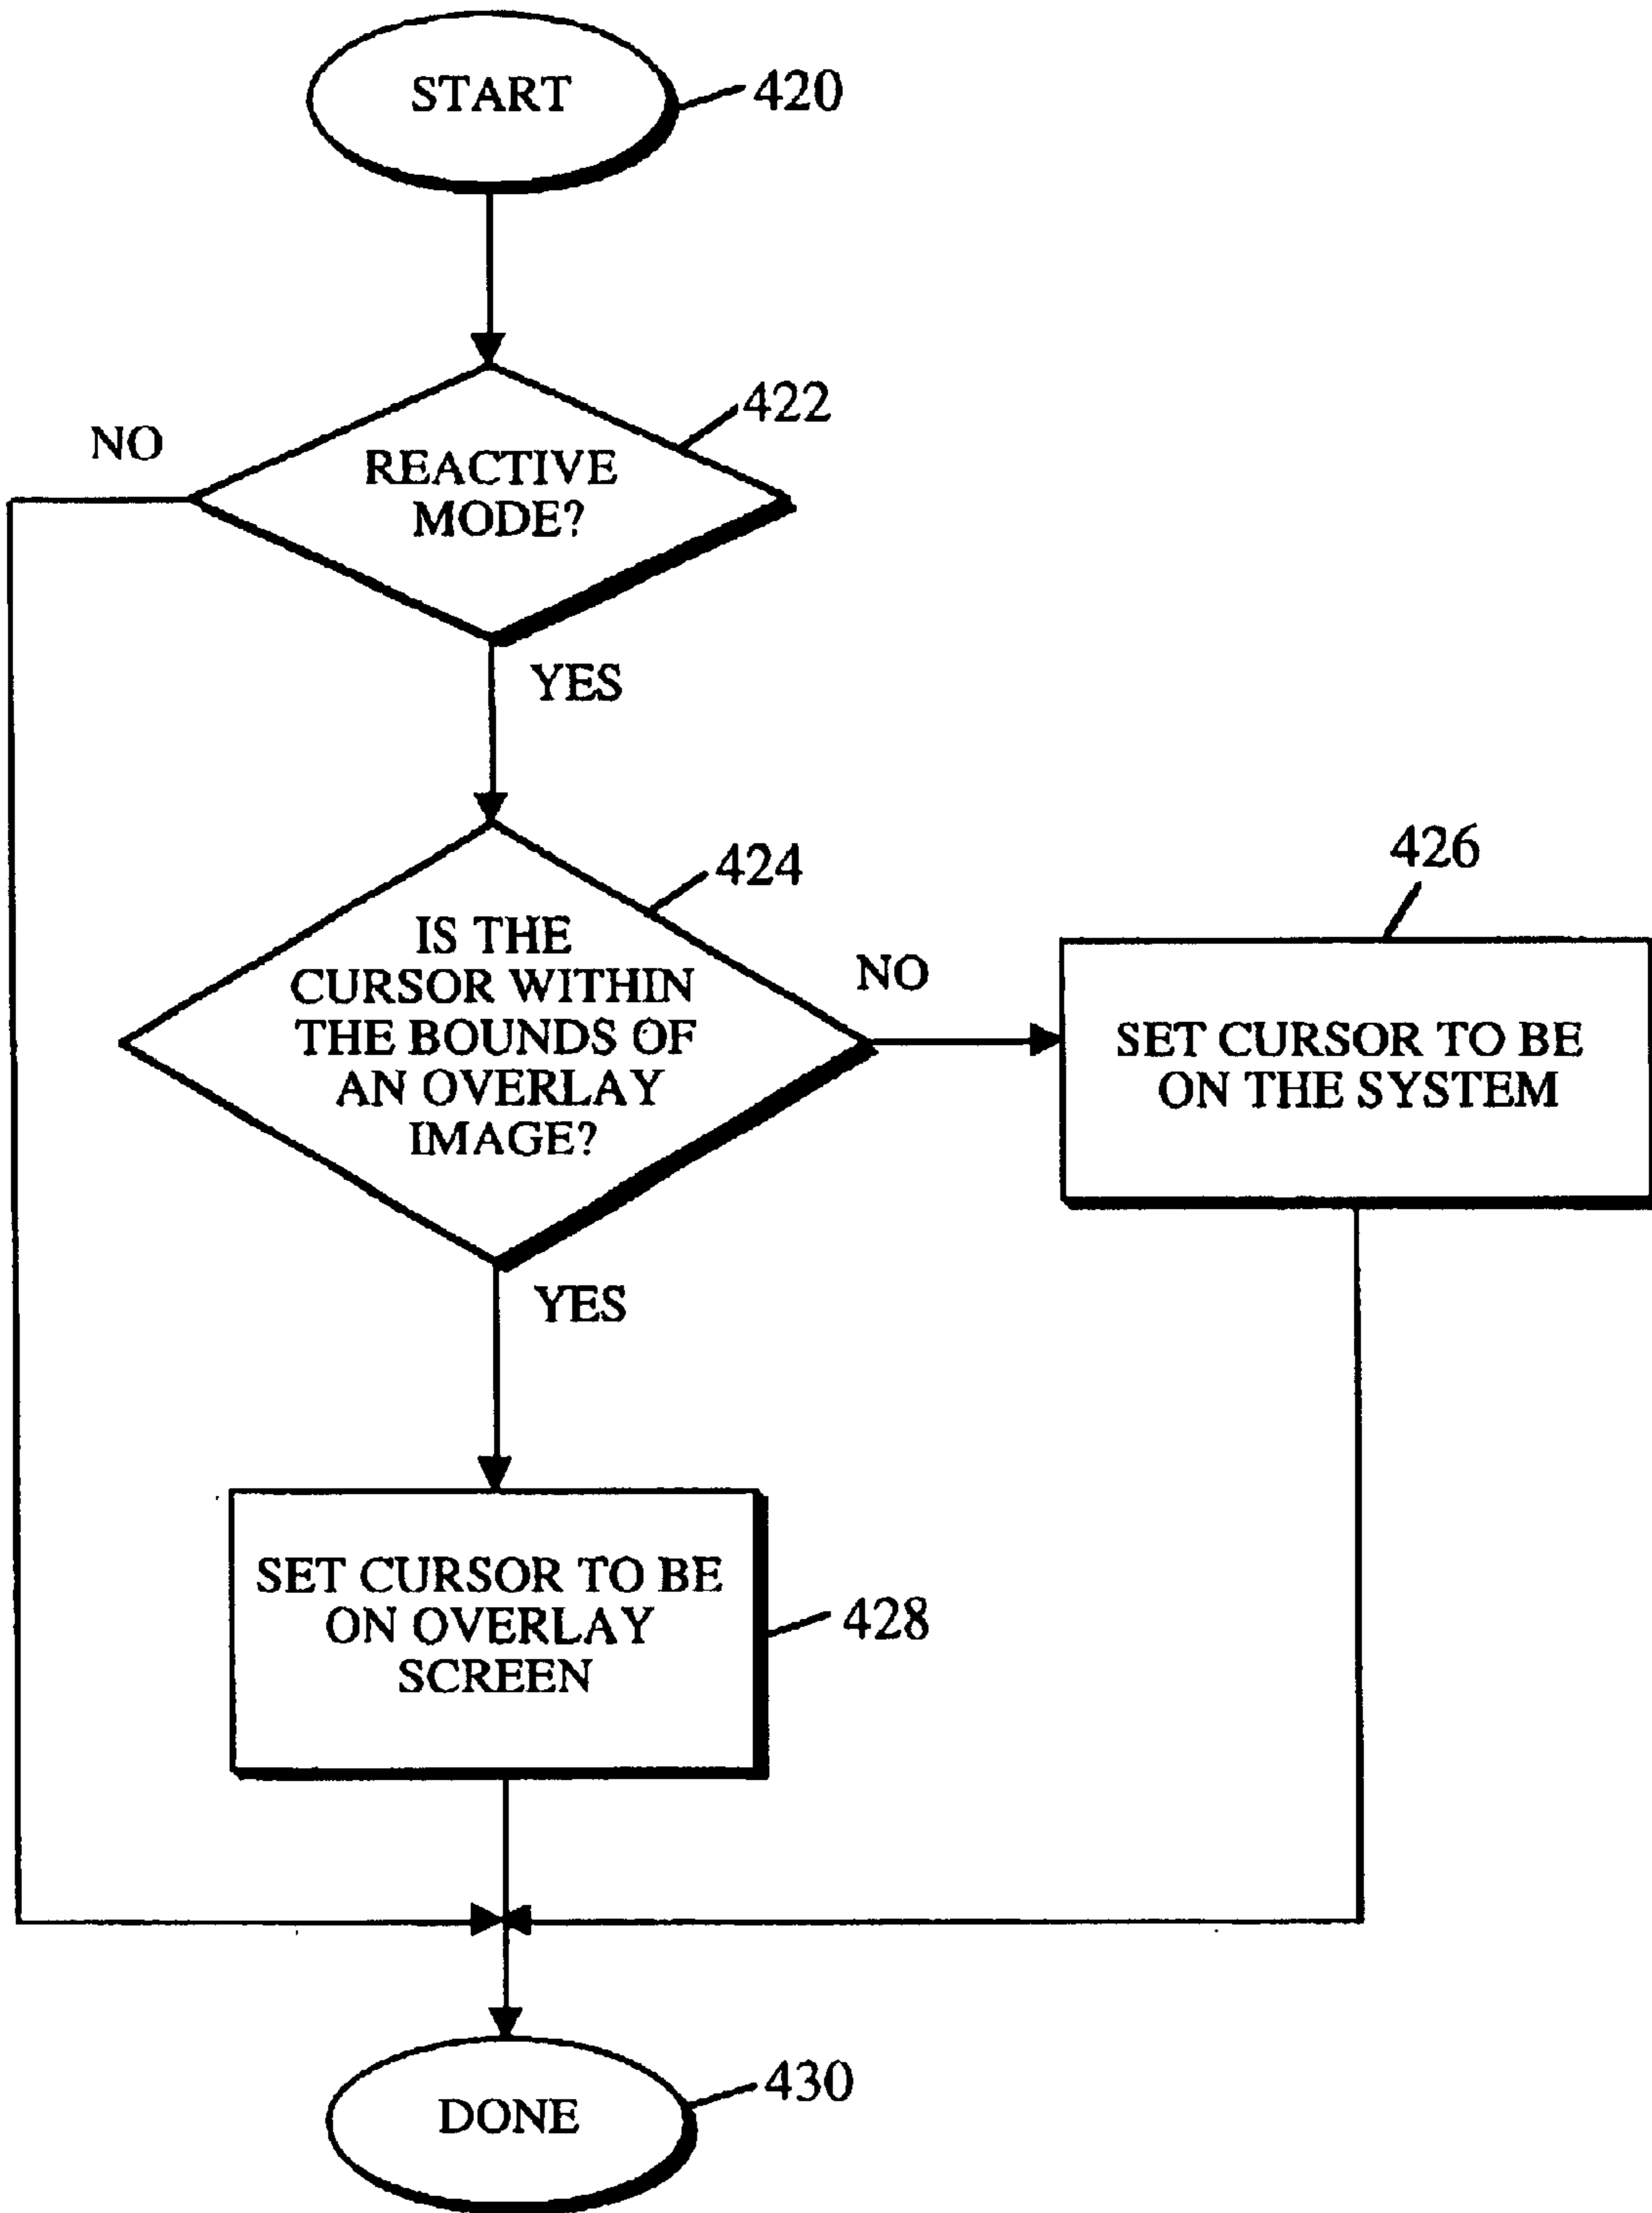 START
420
422
NO
REACTIVE
MODE?
YES
424
426
IS THE
CURSOR WITHIN
THE BOUNDS OF
AN OVERLAY
IMAGE?
NO
SET CURSOR TO BE
ON THE SYSTEM
YES
SET CURSOR TO BE
ON OVERLAY
SCREEN
428
DONE
430